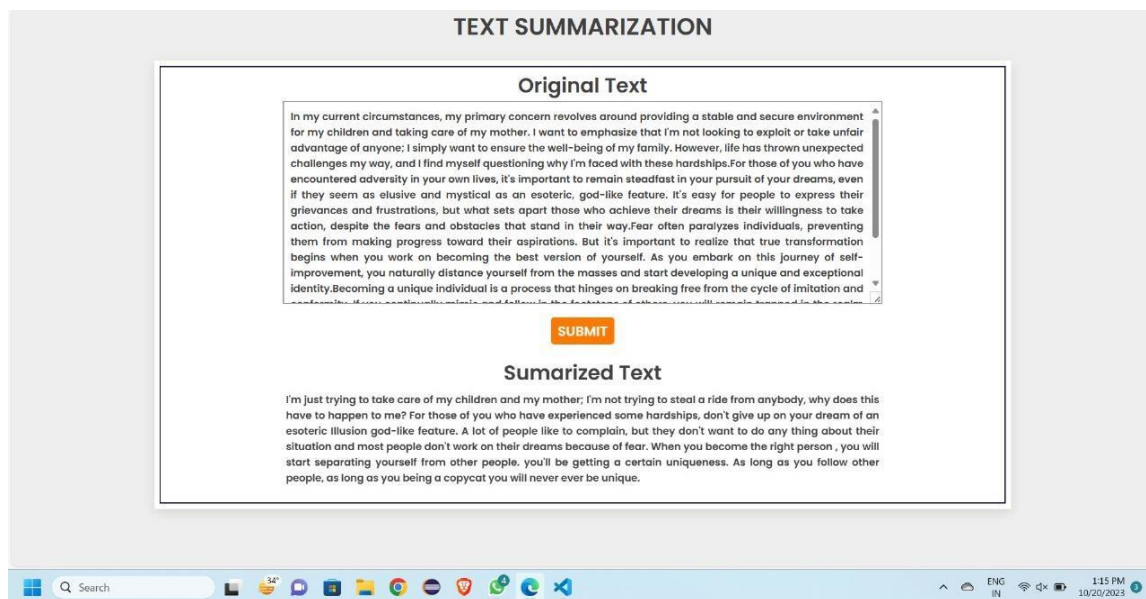 TEXT SUMMARIZATION
Original Text
In my current circumstances, my primary concern revolves around providing a stable and secure environment
for my children and taking care of my mother. I want to emphasize that I'm not looking to exploit or take unfair
advantage of anyone; I simply want to ensure the well-being of my family. However, life has thrown unexpected
challenges my way, and I find myself questioning why I'm faced with these hardships.For those of you who have
encountered adversity in your own lives, it's important to remain steadfast in your pursuit of your dreams, even
if they seem as elusive and mystical as an esoteric, god-like feature. It's easy for people to express their
grievances and frustrations, but what sets apart those who achieve their dreams is their willingness to take
action, despite the fears and obstacles that stand in their way.Fear often paralyzes individuals, preventing
them from making progress toward their aspirations. But it's important to realize that true transformation
begins when you work on becoming the best version of yourself. As you embark on this journey of self-
improvement, you naturally distance yourself from the masses and start developing a unique and exceptional
identity.Becoming a unique individual is a process that hinges on breaking free from the cycle of imitation and
SUBMIT
Sumarized Text
I'm just trying to take care of my children and my mother; I'm not trying to steal a ride from anybody, why does this
have to happen to me? For those of you who have experienced some hardships, don't give up on your dream of an
esoteric Illusion god-like feature. A lot of people like to complain, but they don't want to do any thing about their
situation and most people don't work on their dreams because of fear. When you become the right person , you will
start separating yourself from other people. you'll be getting a certain uniqueness. As long as you follow other
people, as long as you being a copycat you will never ever be unique.
Search
34°
4
ENG
IN
1:15 PM
10/20/2023
3